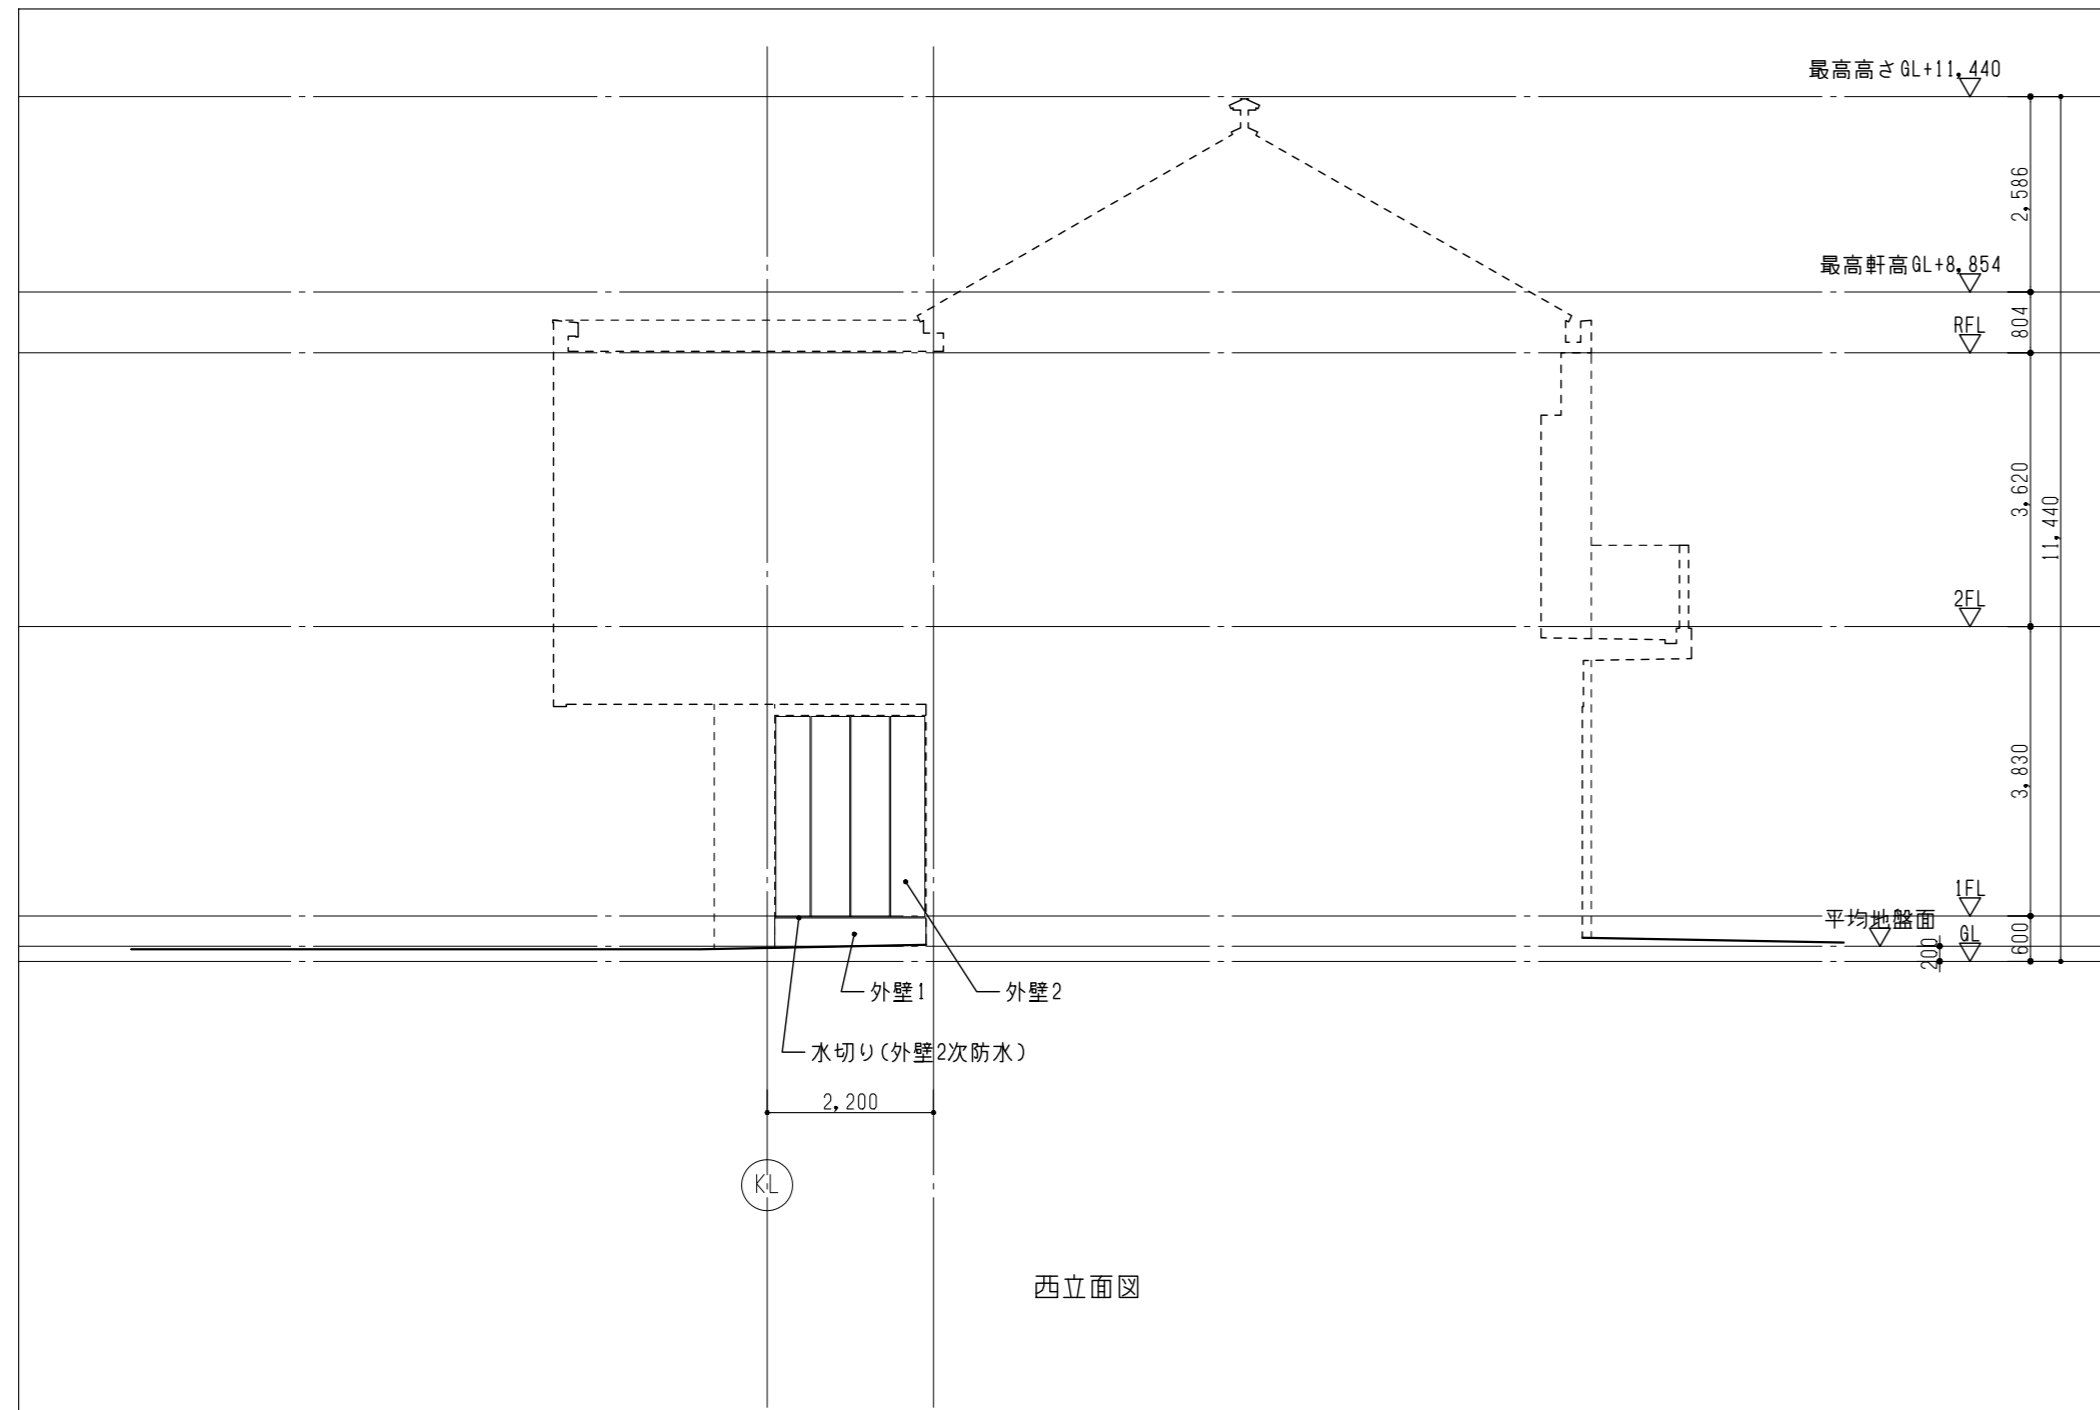 最高高さGL+11,440
2,586
最高軒高GL+8,854
RFL
804
3,620
11,440
2FL
3,830
1FL
平均地盤面
GL
200
600
外壁1
外壁2
水切り(外壁2次防水)
2,200
KL
西立面図